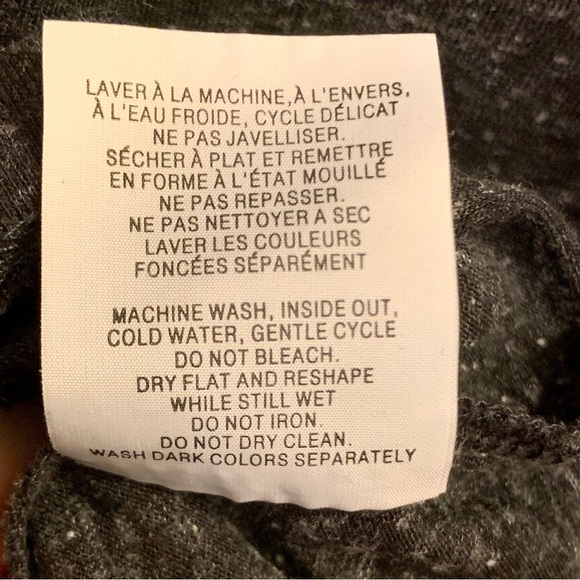 LAVER À LA MACHINE,À L'ENVERS,
À L'EAU FROIDE, CYCLE DÉLICAT
NE PAS JAVELLISER.
SÉCHER À PLAT ET REMETTRE
EN FORME À L'ÉTAT MOUILLÉ
NE PAS REPASSER.
NE PAS NETTOYER A SEC
LAVER LES COULEURS
FONCÉES SÉPARÉMENT
MACHINE WASH, INSIDE OUT,
COLD WATER, GENTLE CYCLE
DO NOT BLEACH.
DRY FLAT AND RESHAPE
WHILE STILL WET
DO NOT IRON.
DO NOT DRY CLEAN.
WASH DARK COLORS SEPARATELY